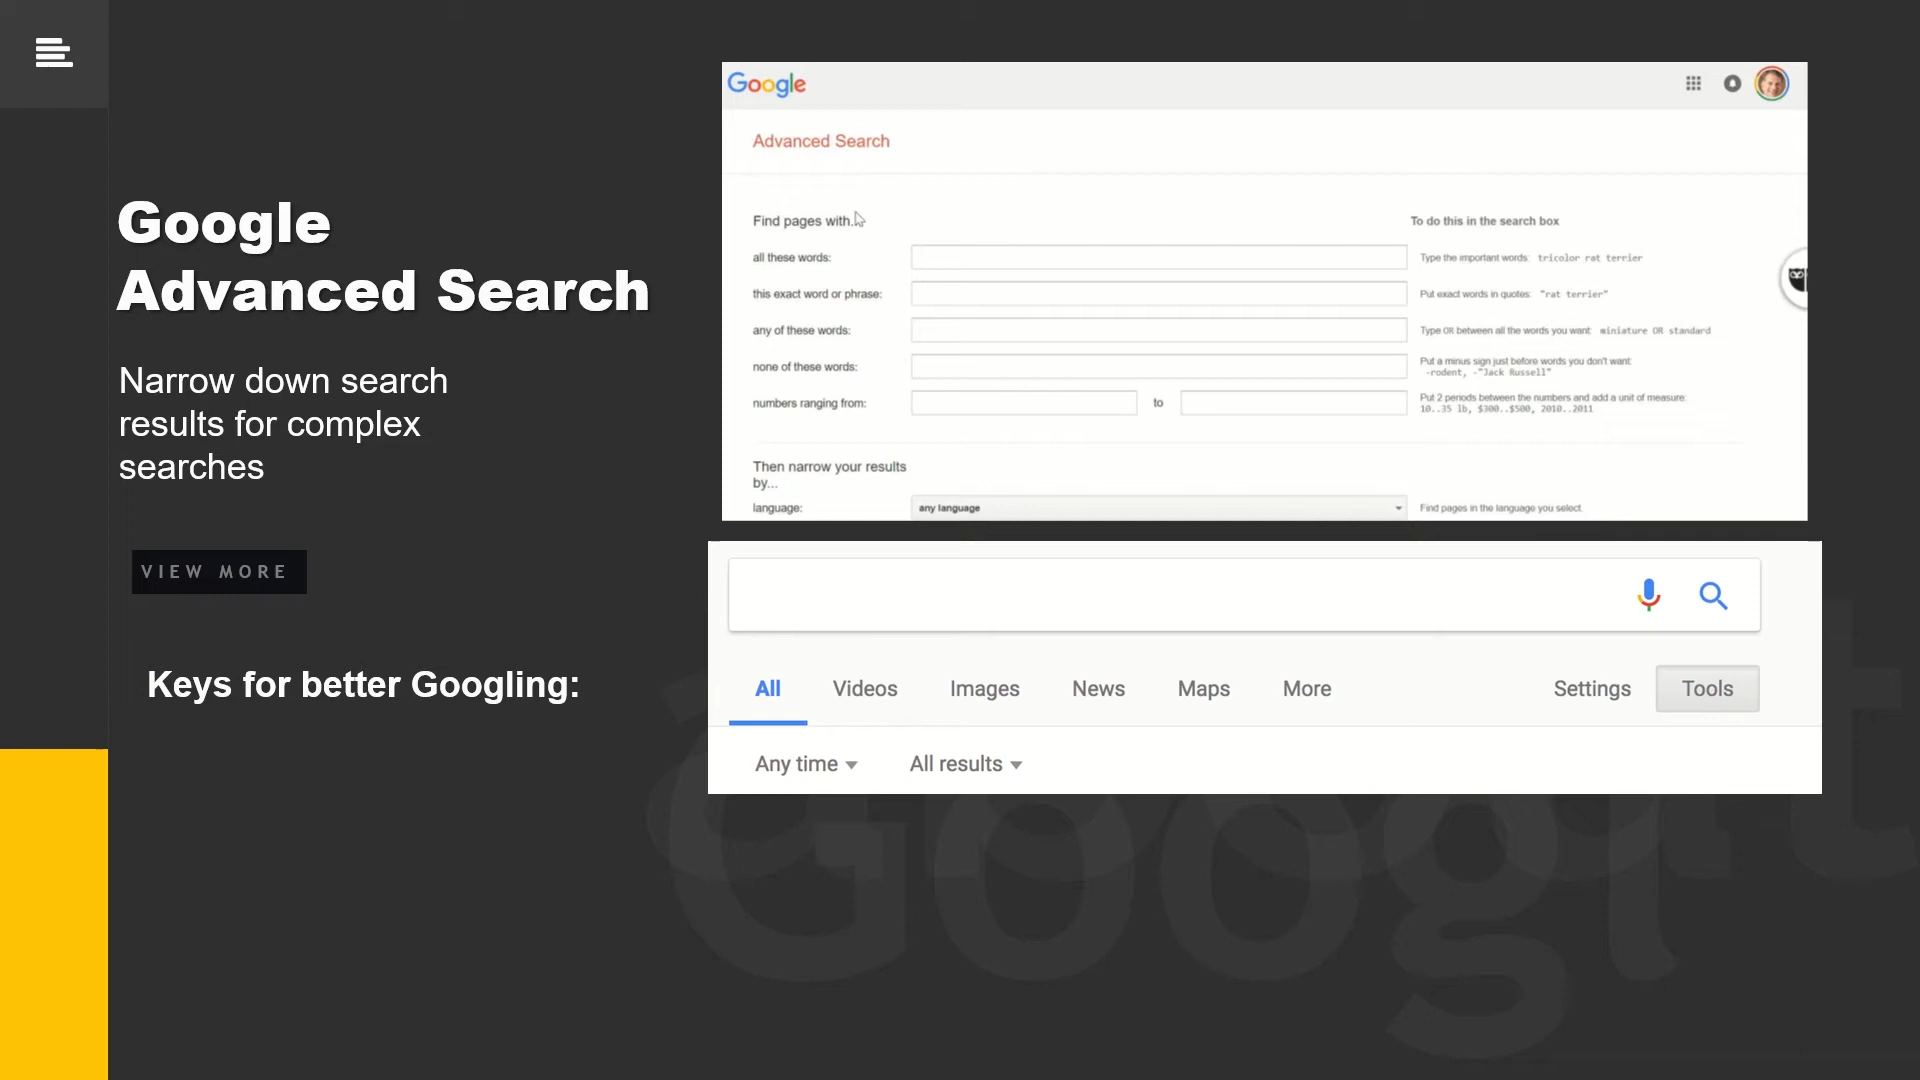 Google
Advanced Search
Narrow down search
results for complex
searches
VIEW MORE
Keys for better Googling:
Google
Advanced Search
Find pages with...
To do this in the search box
all these words:
Type the important words: tricolor rat terrier
this exact word or phrase:
Put exact words in quotes: "rat terrier"
any of these words:
Type OR between all the words you want: miniature OR standard
none of these words:
Put a minus sign just before words you don't want:
-rodent, -"Jack Russell"
numbers ranging from:
to
Put 2 periods between the numbers and add a unit of measure:
10..35 lb, $300..$500, 2010..2011
Then narrow your results
by...
language:
any language
Find pages in the language you select.
All Videos Images News Maps More Settings Tools
Any time All results